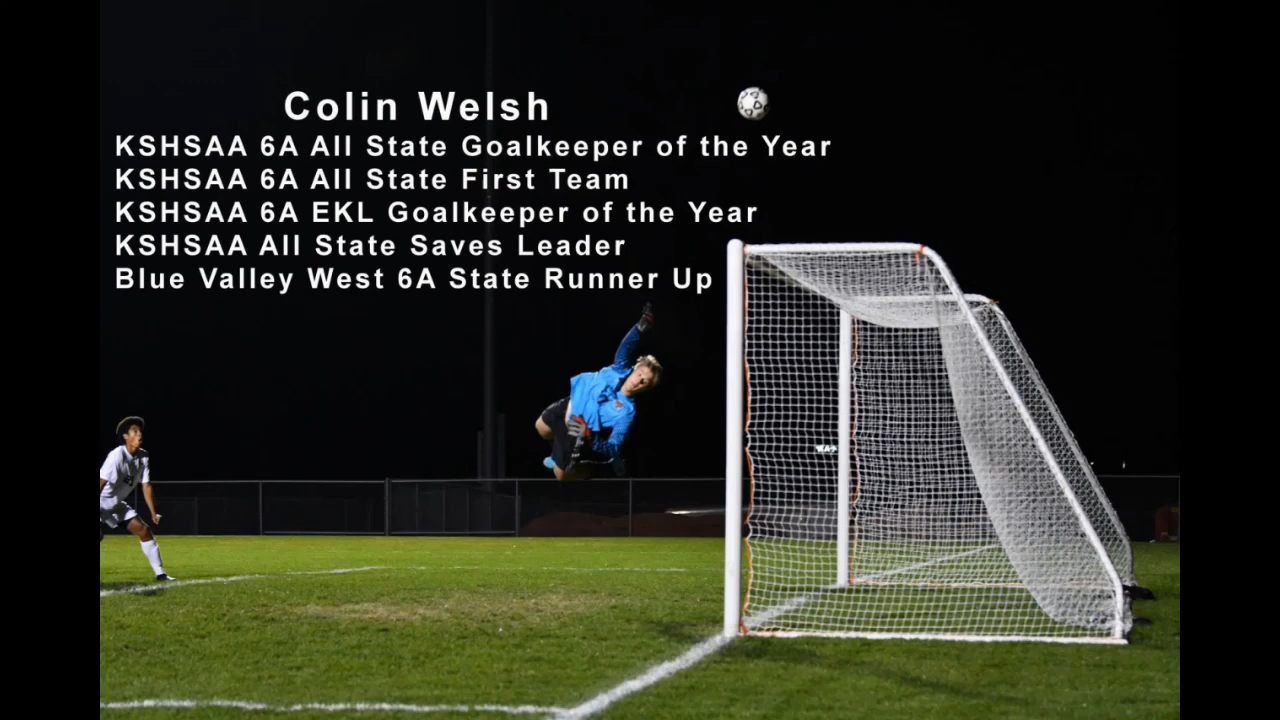 Colin Welsh
KSHSAA 6A All State Goalkeeper of the Year
KSHSAA 6A All State First Team
KSHSAA 6A EKL Goalkeeper of the Year
KSHSAA All State Saves Leader
Blue Valley West 6A State Runner Up